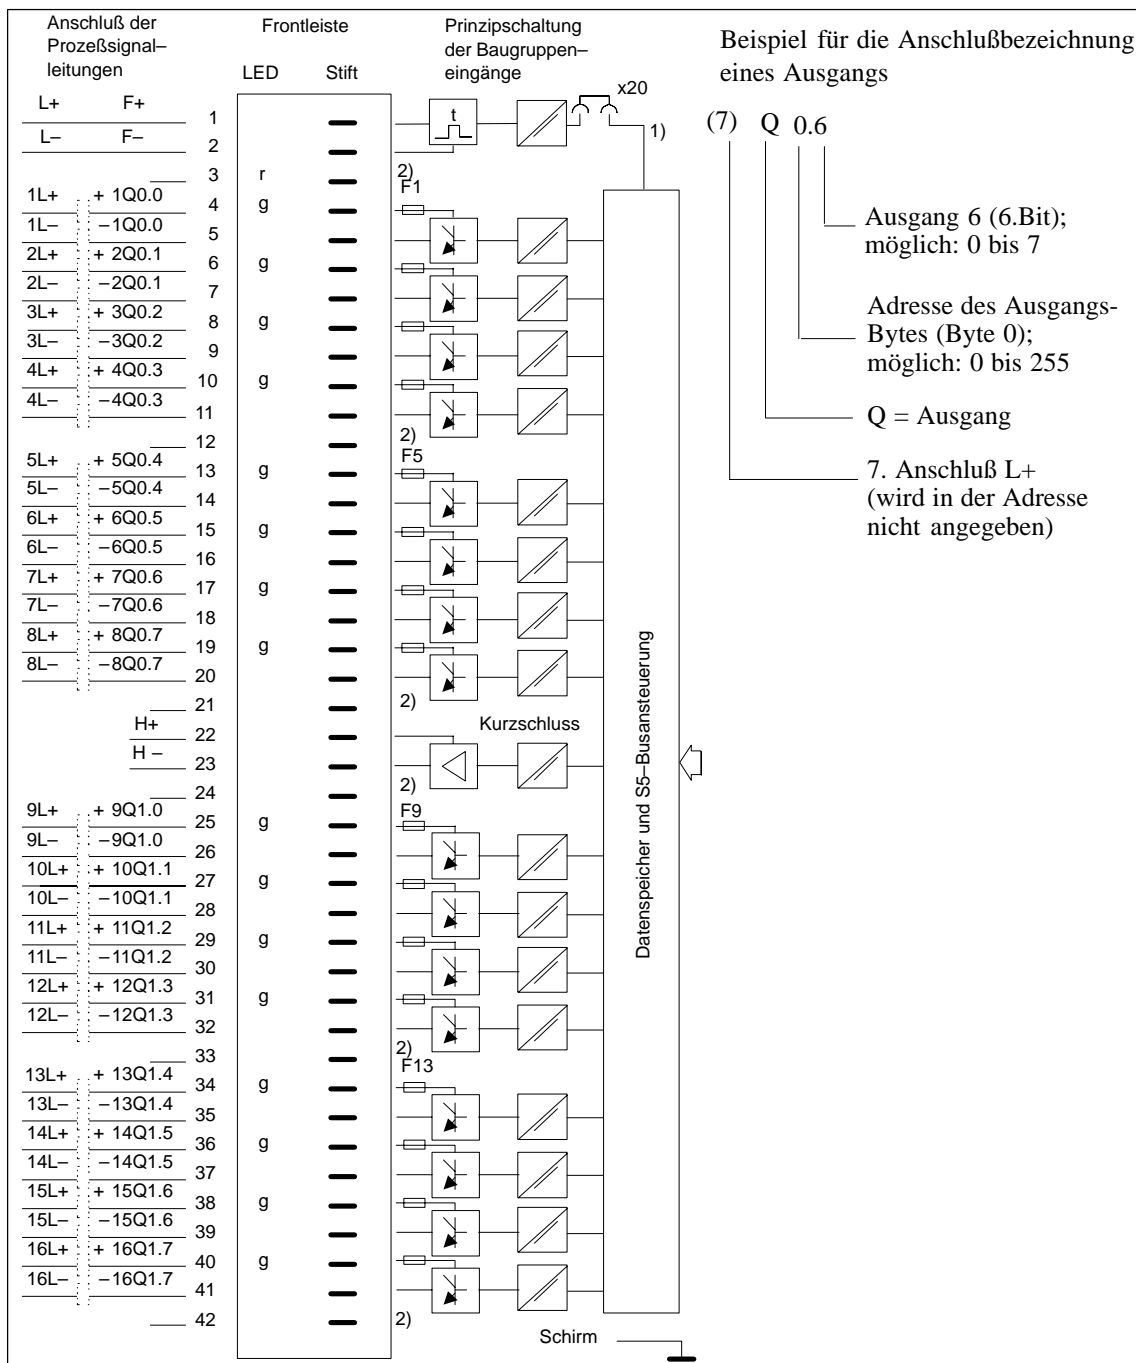 Anschluß der
Prozeßsignal–
leitungen
Frontleiste
LED Stift
Prinzipschaltung
der Baugruppen–
eingänge
Beispiel für die Anschlußbezeichnung
eines Ausgangs
(7) Q 0.6
Ausgang 6 (6.Bit);
möglich: 0 bis 7
Adresse des Ausgangs-
Bytes (Byte 0);
möglich: 0 bis 255
Q = Ausgang
7. Anschluß L+
(wird in der Adresse
nicht angegeben)
L+ F+ 1 t x20 1)
L– F– 2
3 r 2)
F1
1L+ + 1Q0.0 4 g
1L– –1Q0.0 5
2L+ + 2Q0.1 6 g
2L– –2Q0.1 7
3L+ + 3Q0.2 8 g
3L– –3Q0.2 9
4L+ + 4Q0.3 10 g
4L– –4Q0.3 11
12 2)
F5
5L+ + 5Q0.4 13 g
5L– –5Q0.4 14
6L+ + 6Q0.5 15 g
6L– –6Q0.5 16
7L+ + 7Q0.6 17 g
7L– –7Q0.6 18
8L+ + 8Q0.7 19 g
8L– –8Q0.7 20
21 2)
H+ 22 Kurzschluss
H – 23
24 2)
F9
9L+ + 9Q1.0 25 g
9L– –9Q1.0 26
10L+ + 10Q1.1 27 g
10L– –10Q1.1 28
11L+ + 11Q1.2 29 g
11L– –11Q1.2 30
12L+ + 12Q1.3 31 g
12L– –12Q1.3 32
33 2)
F13
13L+ + 13Q1.4 34 g
13L– –13Q1.4 35
14L+ + 14Q1.5 36 g
14L– –14Q1.5 37
15L+ + 15Q1.6 38 g
15L– –15Q1.6 39
16L+ + 16Q1.7 40 g
16L– –16Q1.7 41
42 2)
Datenspeicher und S5–Busansteuerung
Schirm